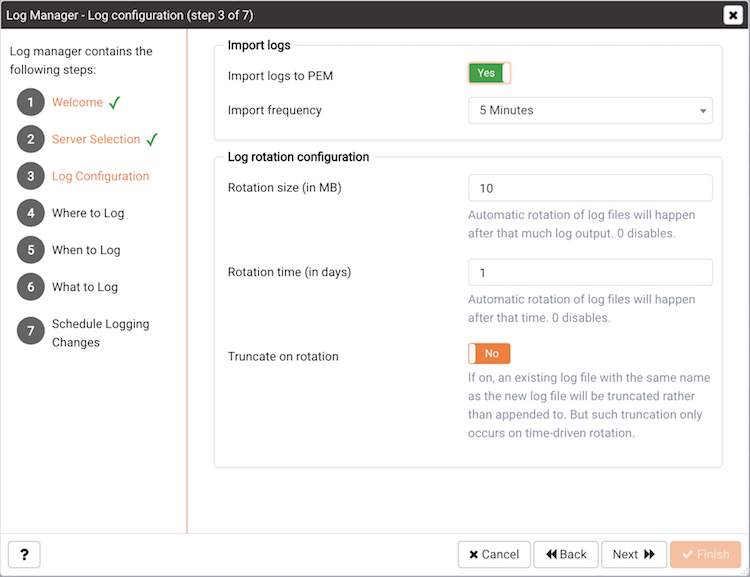 Log Manager - Log configuration (step 3 of 7)
Log manager contains the
following steps:
1 Welcome
2 Server Selection
3 Log Configuration
4 Where to Log
5 When to Log
6 What to Log
7 Schedule Logging
Changes
Import logs
Import logs to PEM Yes
Import frequency 5 Minutes
Log rotation configuration
Rotation size (in MB) 10
Automatic rotation of log files will happen
after that much log output. 0 disables.
Rotation time (in days) 1
Automatic rotation of log files will happen
after that time. 0 disables.
Truncate on rotation No
If on, an existing log file with the same name
as the new log file will be truncated rather
than appended to. But such truncation only
occurs on time-driven rotation.
? Cancel Back Next Finish